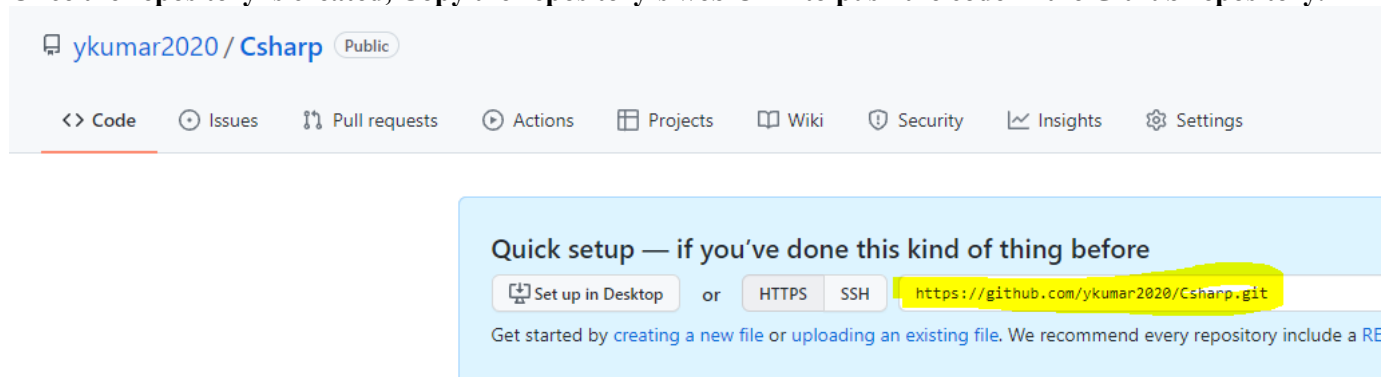 ykumar2020 / Csharp Public
<> Code Issues Pull requests Actions Projects Wiki Security Insights Settings
Quick setup — if you've done this kind of thing before
Set up in Desktop or HTTPS SSH https://github.com/ykumar2020/Csharp.git
Get started by creating a new file or uploading an existing file. We recommend every repository include a RE